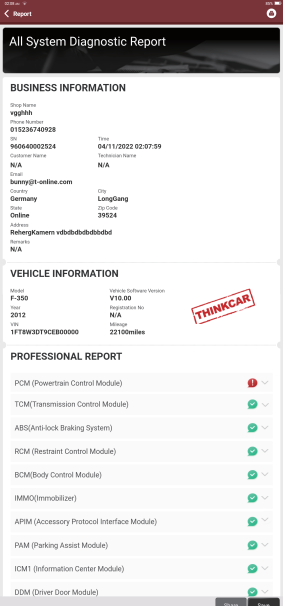 Report
All System Diagnostic Report
BUSINESS INFORMATION
Shop Name
vgghhh
Phone Number
015236740928
SN
Time
960640002524
04/11/2022 02:07:59
Customer Name
Technician Name
N/A
N/A
Email
bunny@t-online.com
Country
City
Germany
LongGang
State
Zip Code
Online
39524
Address
RehergKamern vdbdbdbdbdbdbd
Remarks
N/A
VEHICLE INFORMATION
Model
Vehicle Software Version
F-350
V10.00
Year
Registration No
2012
N/A
VIN
Mileage
1FT8W3DT9CEB00000
22100miles
THINKCAR
PROFESSIONAL REPORT
PCM (Powertrain Control Module)
TCM(Transmission Control Module)
ABS(Anti-lock Braking System)
RCM (Restraint Control Module)
BCM(Body Control Module)
IMMO(Immobilizer)
APIM (Accessory Protocol Interface Module)
PAM (Parking Assist Module)
ICM1 (Information Center Module)
DDM (Driver Door Module)
Share
Save